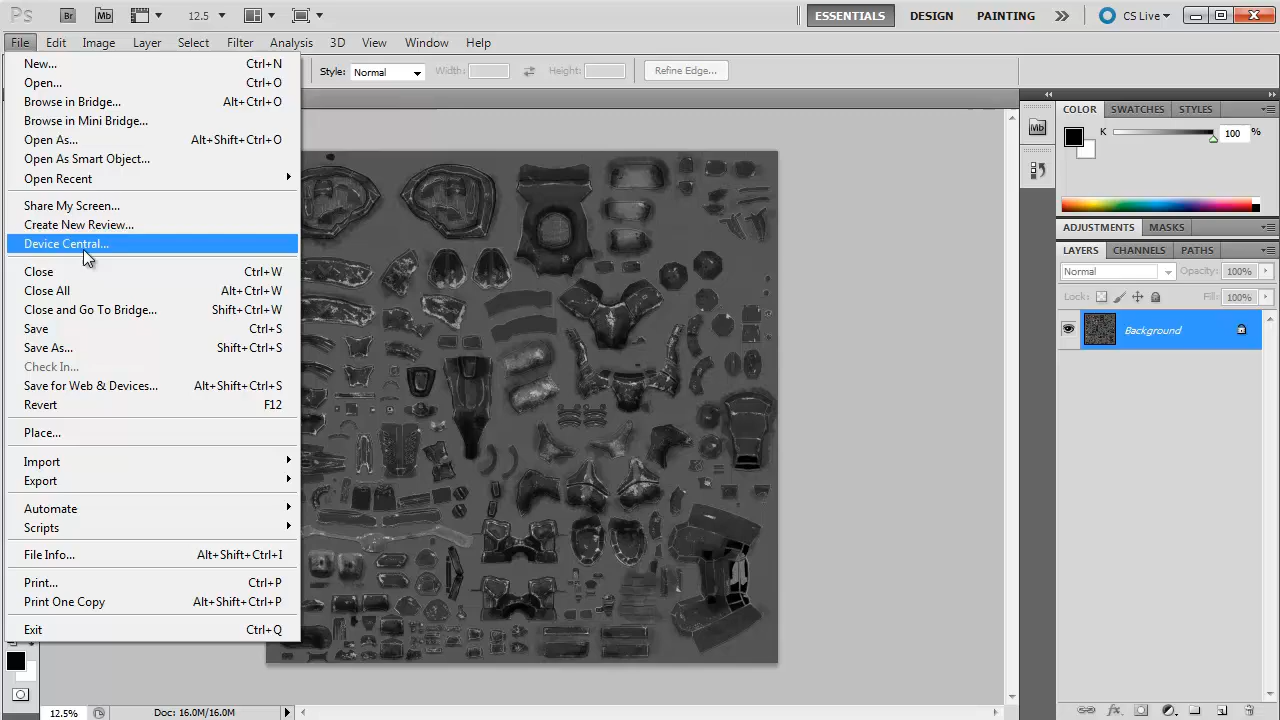 Ps Br Mb 12.5 ESSENTIALS DESIGN PAINTING CS Live
File Edit Image Layer Select Filter Analysis 3D View Window Help
Style: Normal Width: Height: Refine Edge...
New... Ctrl+N
Open... Ctrl+O
Browse in Bridge... Alt+Ctrl+O
Browse in Mini Bridge...
Open As... Alt+Shift+Ctrl+O
Open As Smart Object...
Open Recent
Share My Screen...
Create New Review...
Device Central...
Close Ctrl+W
Close All Alt+Ctrl+W
Close and Go To Bridge... Shift+Ctrl+W
Save Ctrl+S
Save As... Shift+Ctrl+S
Check In...
Save for Web & Devices... Alt+Shift+Ctrl+S
Revert F12
Place...
Import
Export
Automate
Scripts
File Info... Alt+Shift+Ctrl+I
Print... Ctrl+P
Print One Copy Alt+Shift+Ctrl+P
Exit Ctrl+Q
Mb
COLOR SWATCHES STYLES
K 100 %
ADJUSTMENTS MASKS
LAYERS CHANNELS PATHS
Normal Opacity: 100%
Lock: Fill: 100%
Background
12.5% Doc: 16.0M/16.0M